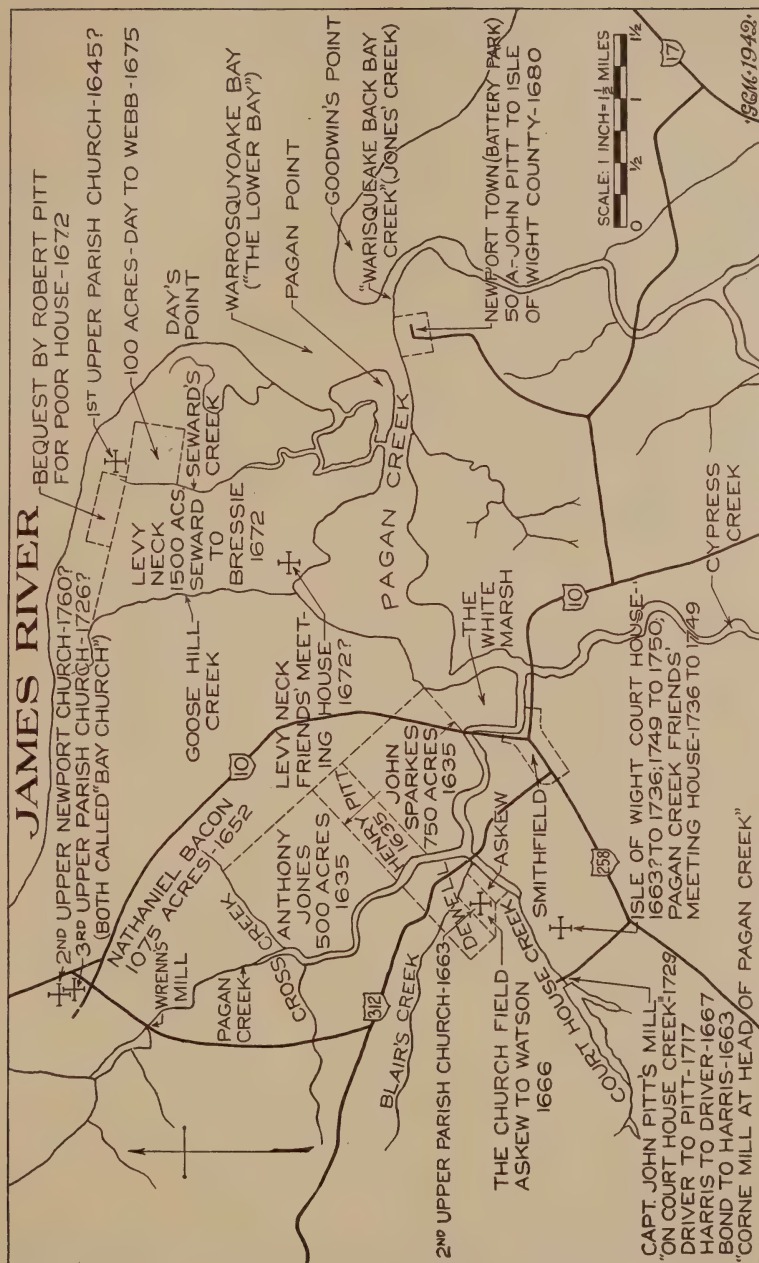 JAMES RIVER
2ND UPPER NEWPORT CHURCH-1760?
3RD UPPER PARISH CHURCH-1726?
(BOTH CALLED "BAY CHURCH")
BEQUEST BY ROBERT PITT
FOR POOR HOUSE-1672
1ST UPPER PARISH CHURCH-1645?
100 ACRES-DAY TO WEBB-1675
DAY'S
POINT
WARROSQUYOAKE BAY
("THE LOWER BAY")
PAGAN POINT
GOODWIN'S POINT
"WARISQUEAKE BACK BAY
CREEK" (JONES' CREEK)
NEWPORT TOWN (BATTERY PARK)
50 A.-JOHN PITT TO ISLE
OF WIGHT COUNTY-1680
NATHANIEL BACON
1075 ACRES-1652
WRENN'S
MILL
GOOSE HILL
CREEK
LEVY
NECK
1500 ACS.
SEWARD
TO
BRESSIE
1672
SEWARD'S
CREEK
10
LEVY NECK
FRIENDS' MEET-
ING HOUSE
1672?
PAGAN CREEK
PAGAN
CREEK
CROSS CREEK
ANTHONY
JONES
500 ACRES
1635
HENRY PITT
1635
JOHN
SPARKES
750 ACRES
1635
THE
WHITE
MARSH
312
BLAIR'S CREEK
DEWELL
ASKEW
SMITHFIELD
10
258
17
CYPRESS
CREEK
2ND UPPER PARISH CHURCH-1663
THE CHURCH FIELD
ASKEW TO WATSON
1666
COURT HOUSE CREEK
ISLE OF WIGHT COURT HOUSE-
1663? TO 1736; 1749 TO 1750;
PAGAN CREEK FRIENDS'
MEETING HOUSE-1736 TO 1749
CAPT. JOHN PITT'S MILL
"ON COURT HOUSE CREEK"-1729
DRIVER TO PITT-1717
HARRIS TO DRIVER-1667
BOND TO HARRIS-1663
"CORNE MILL AT HEAD OF PAGAN CREEK"
SCALE: 1 INCH=1½ MILES
0 ½ 1 1½
GCM·1942·